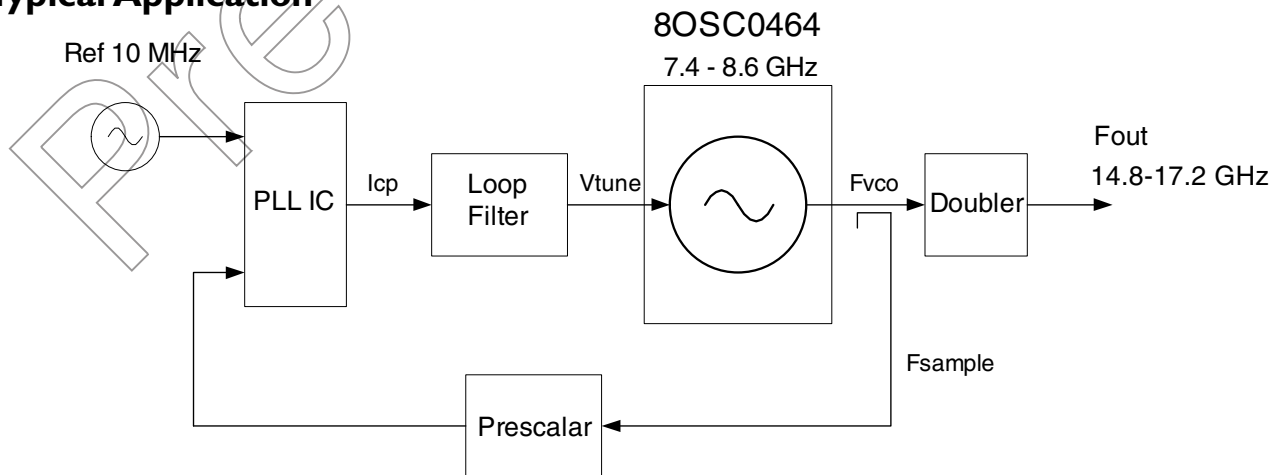 Typical Application
Ref 10 MHz
8OSC0464
7.4 - 8.6 GHz
PLL IC
Icp
Loop
Filter
Vtune
Fvco
Doubler
Fout
14.8-17.2 GHz
Fsample
Prescalar
Pre